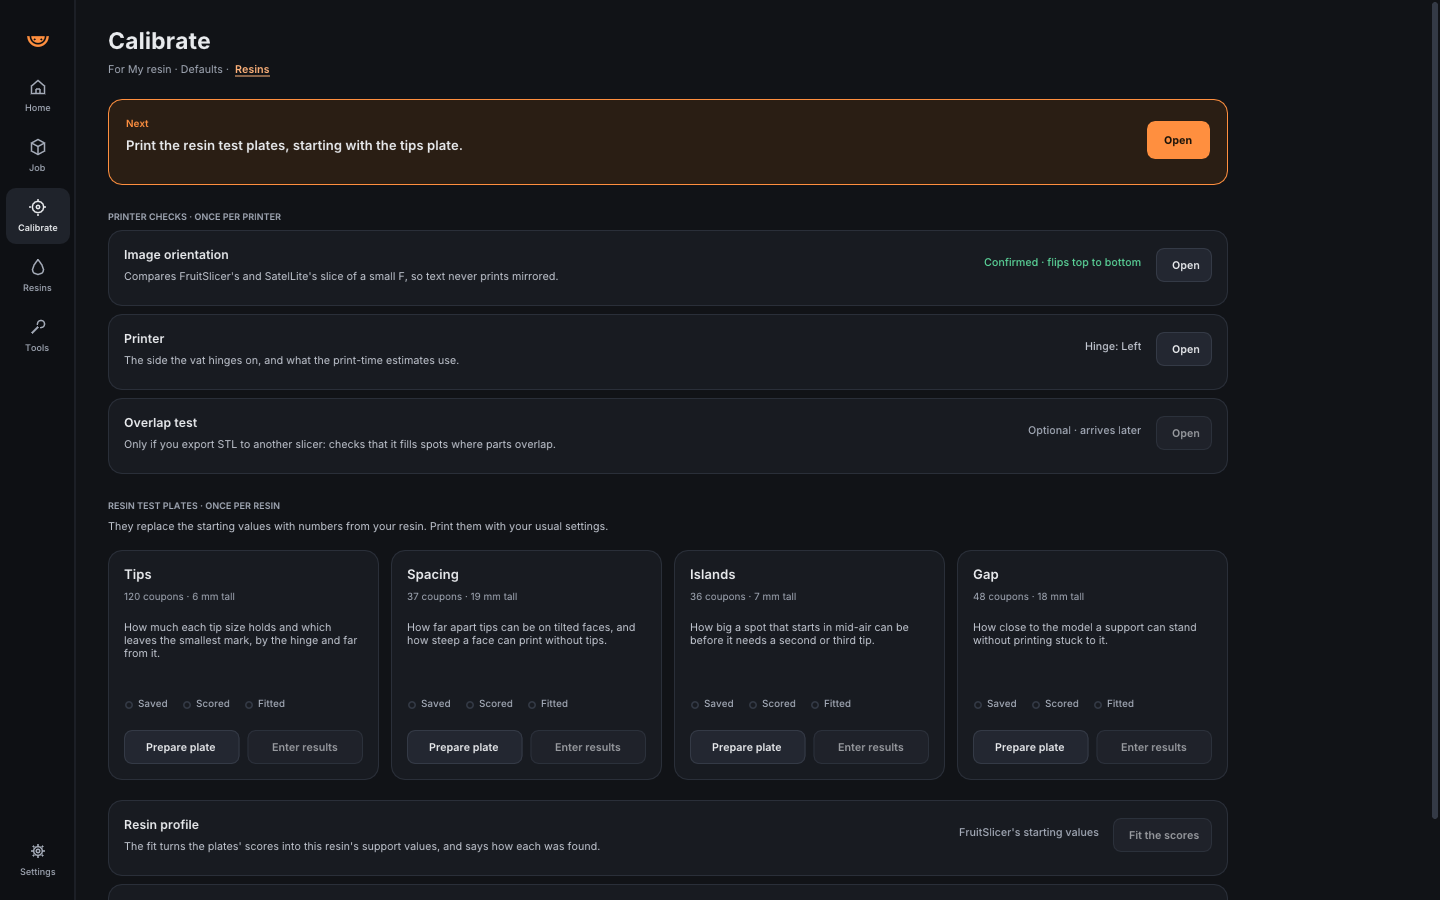 Calibrate
For My resin · Defaults · Resins
Home
Job
Calibrate
Resins
Tools
Settings
Next
Print the resin test plates, starting with the tips plate.
Open
PRINTER CHECKS · ONCE PER PRINTER
Image orientation
Compares FruitSlicer's and SatelLite's slice of a small F, so text never prints mirrored.
Confirmed · flips top to bottom
Open
Printer
The side the vat hinges on, and what the print-time estimates use.
Hinge: Left
Open
Overlap test
Only if you export STL to another slicer: checks that it fills spots where parts overlap.
Optional · arrives later
Open
RESIN TEST PLATES · ONCE PER RESIN
They replace the starting values with numbers from your resin. Print them with your usual settings.
Tips
120 coupons · 6 mm tall
How much each tip size holds and which
leaves the smallest mark, by the hinge and far
from it.
Saved Scored Fitted
Prepare plate Enter results
Spacing
37 coupons · 19 mm tall
How far apart tips can be on tilted faces, and
how steep a face can print without tips.
Saved Scored Fitted
Prepare plate Enter results
Islands
36 coupons · 7 mm tall
How big a spot that starts in mid-air can be
before it needs a second or third tip.
Saved Scored Fitted
Prepare plate Enter results
Gap
48 coupons · 18 mm tall
How close to the model a support can stand
without printing stuck to it.
Saved Scored Fitted
Prepare plate Enter results
Resin profile
The fit turns the plates' scores into this resin's support values, and says how each was found.
FruitSlicer's starting values
Fit the scores